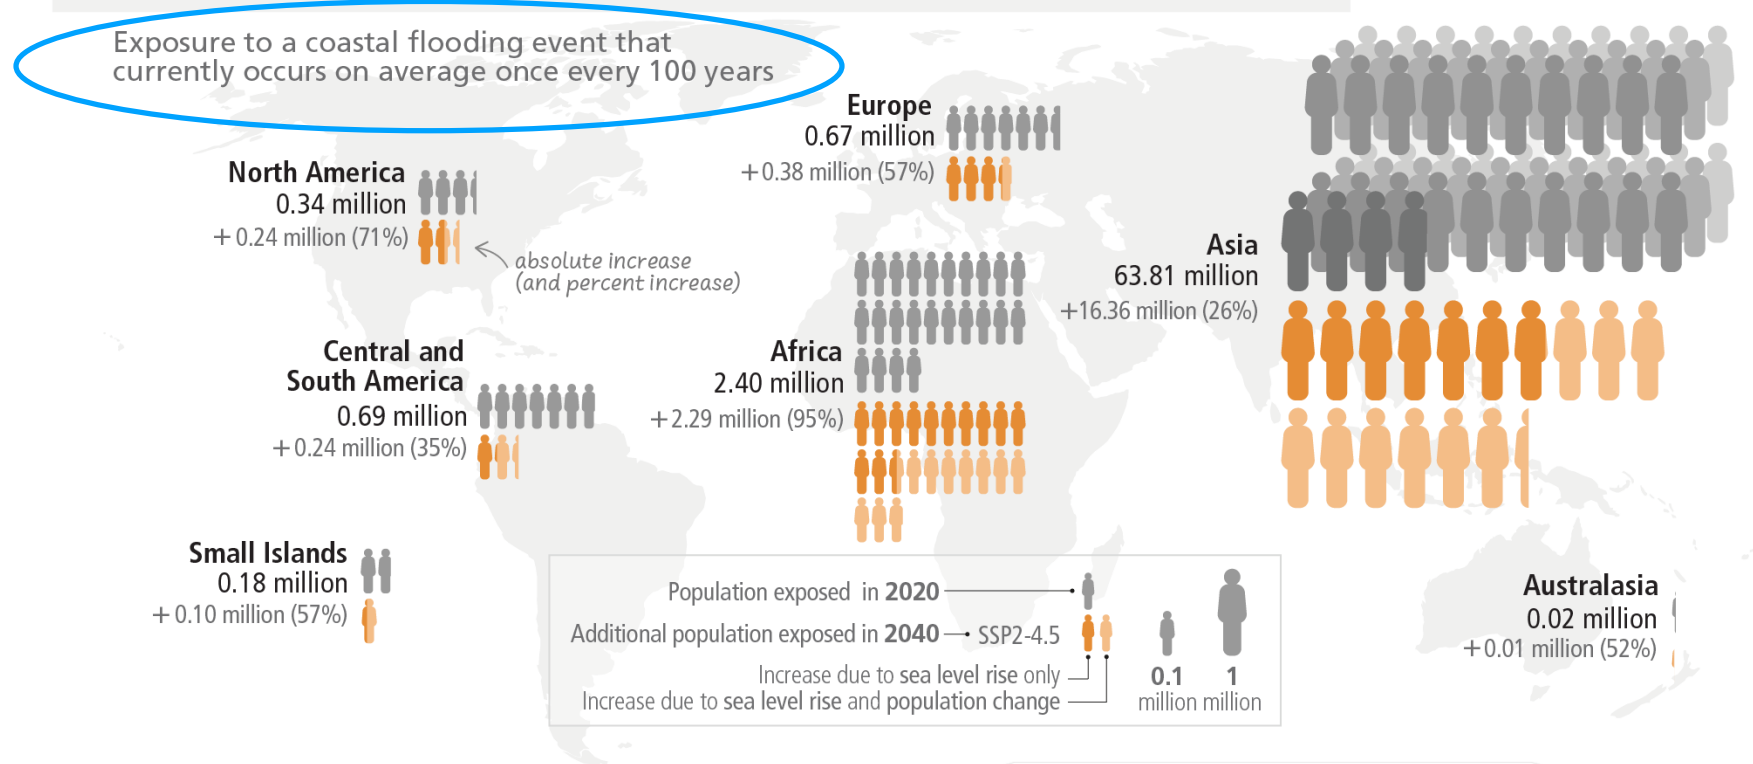 Exposure to a coastal flooding event that
currently occurs on average once every 100 years
Europe
0.67 million
+0.38 million (57%)
North America
0.34 million
+0.24 million (71%)
absolute increase
(and percent increase)
Asia
63.81 million
+16.36 million (26%)
Central and
South America
0.69 million
+0.24 million (35%)
Africa
2.40 million
+2.29 million (95%)
Small Islands
0.18 million
+0.10 million (57%)
Australasia
0.02 million
+0.01 million (52%)
Population exposed in 2020
Additional population exposed in 2040 SSP2-4.5
Increase due to sea level rise only
Increase due to sea level rise and population change
0.1 1
million million